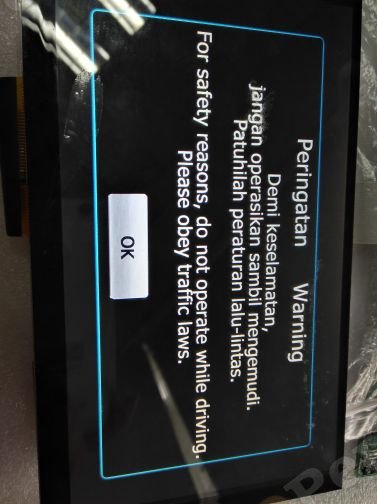 Peringatan Warning
Demi keselamatan,
jangan operasikan sambil mengemudi.
Patuhilah peraturan lalu-lintas.
For safety reasons, do not operate while driving.
Please obey traffic laws.
OK